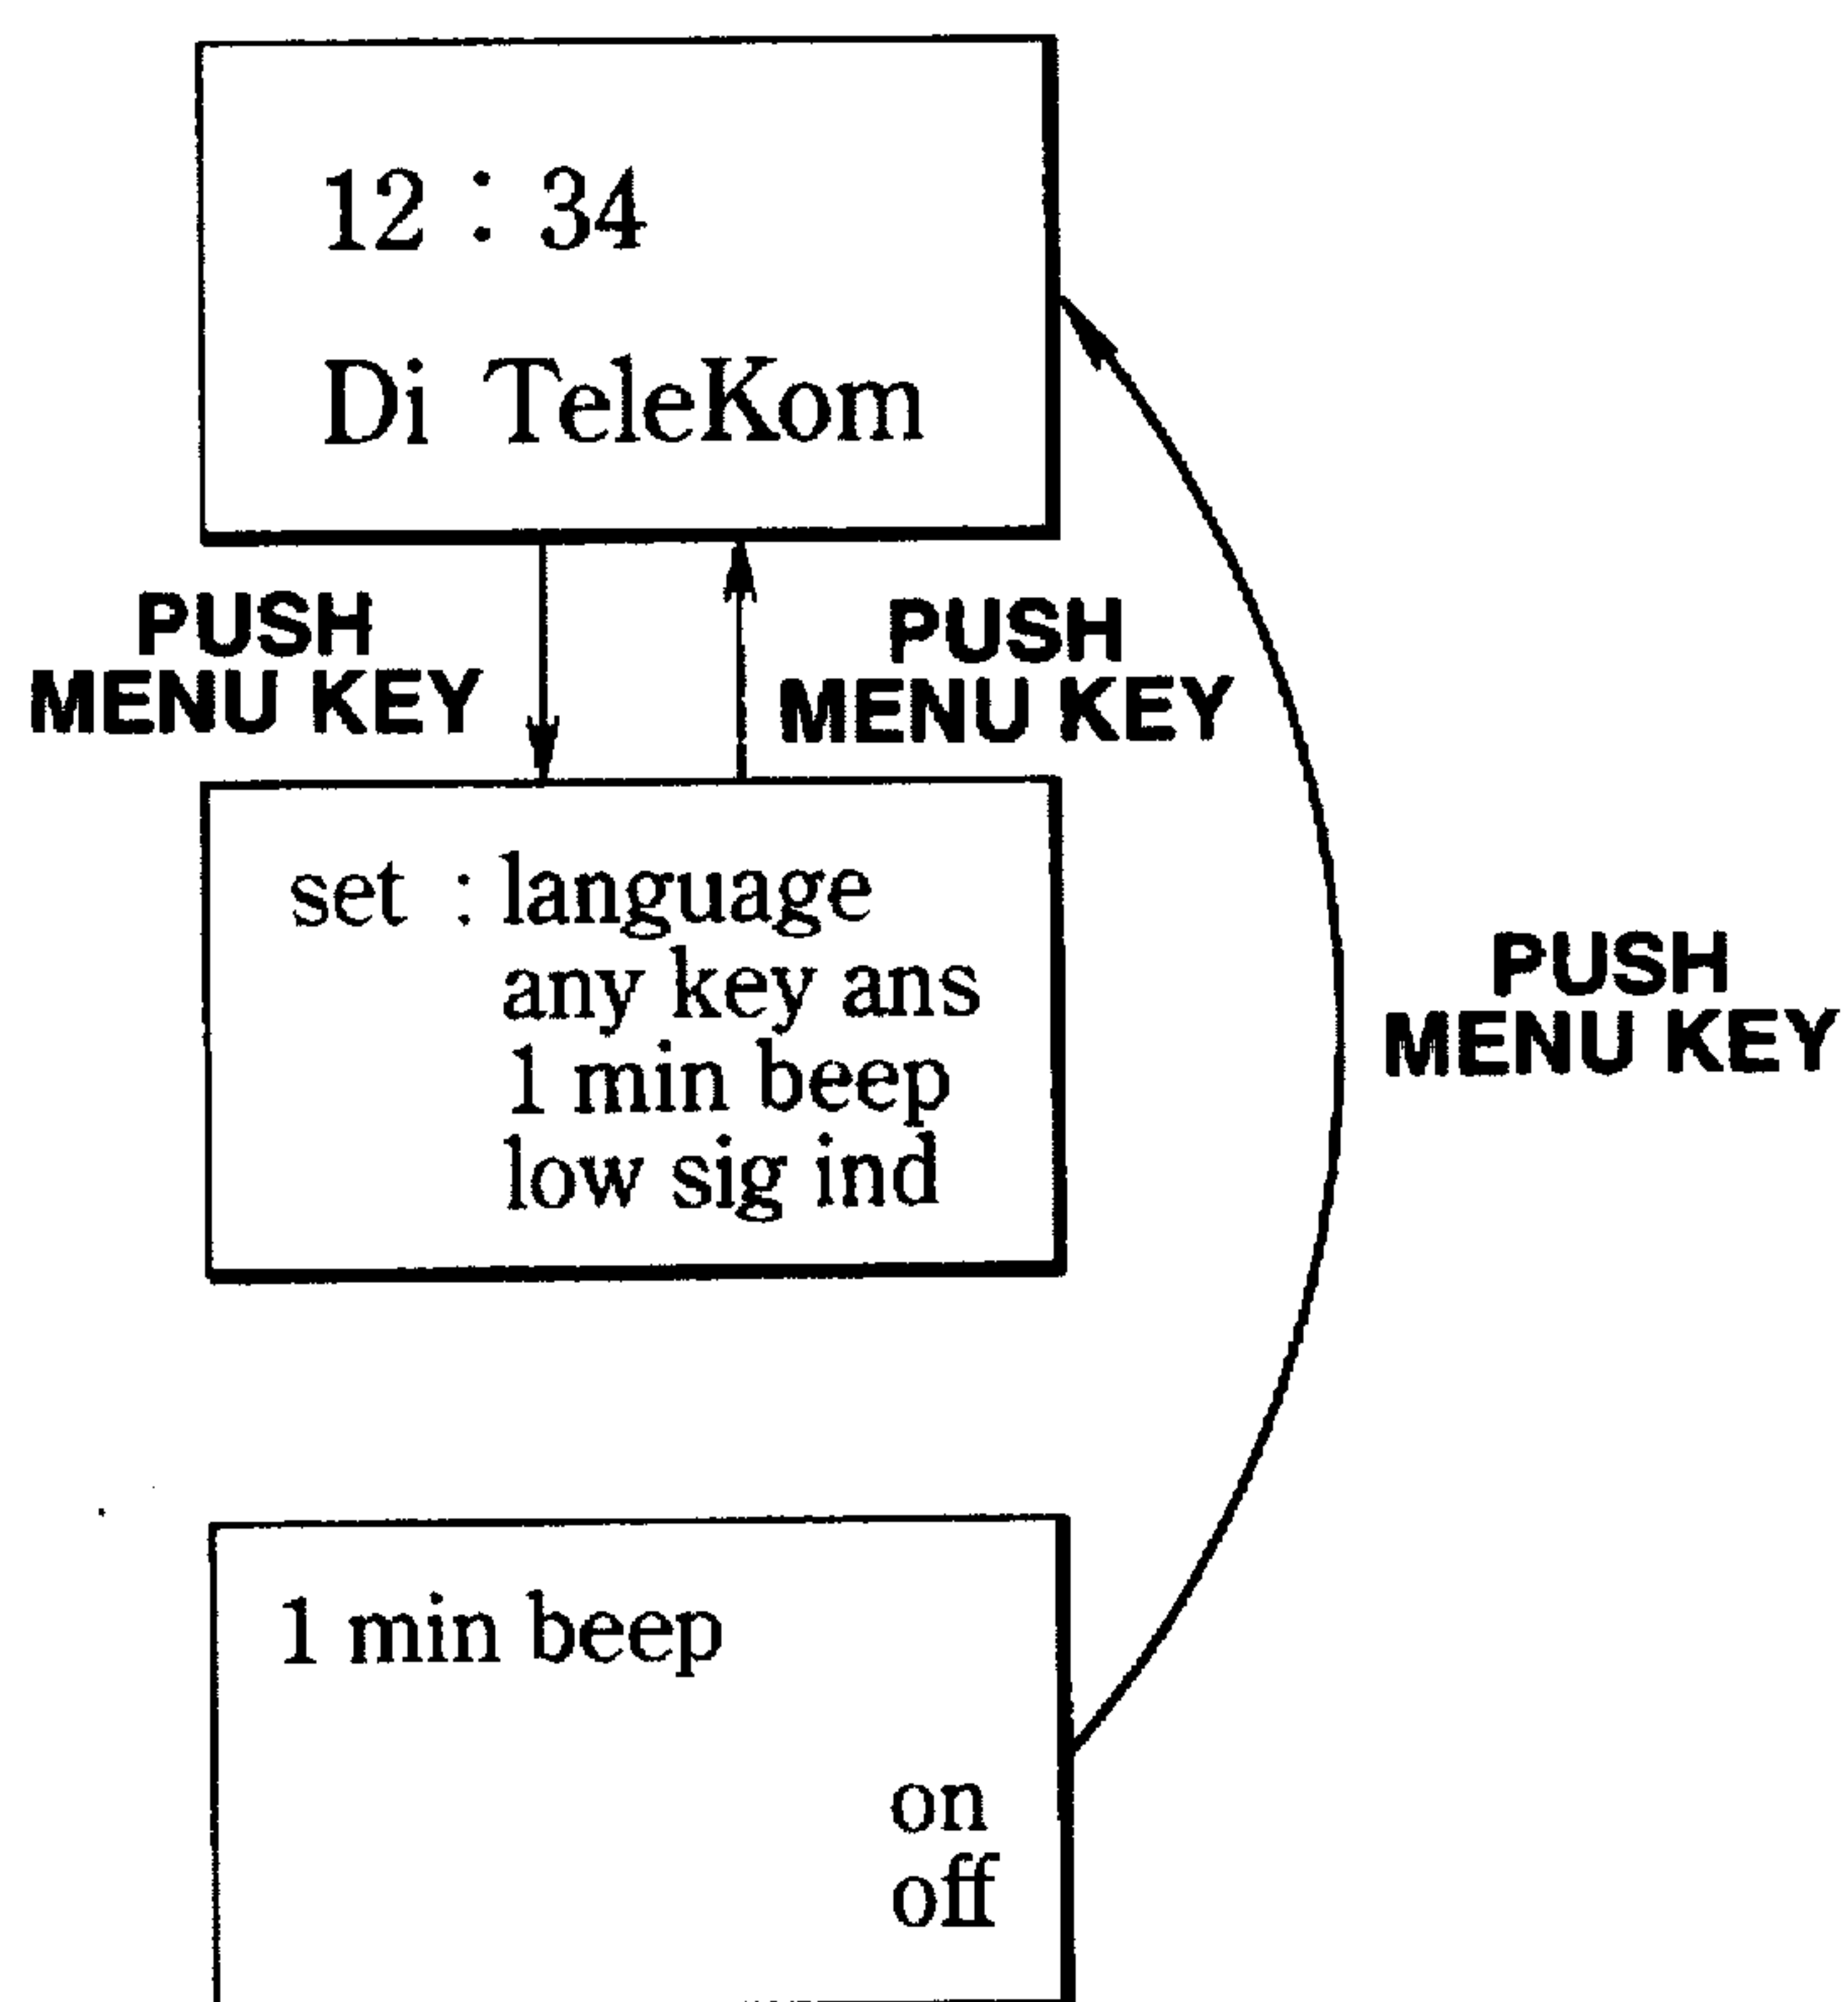 12 : 34
Di TeleKom
PUSH
MENU KEY
PUSH
MENU KEY
set : language
any key ans
1 min beep
low sig ind
PUSH
MENU KEY
1 min beep
on
off